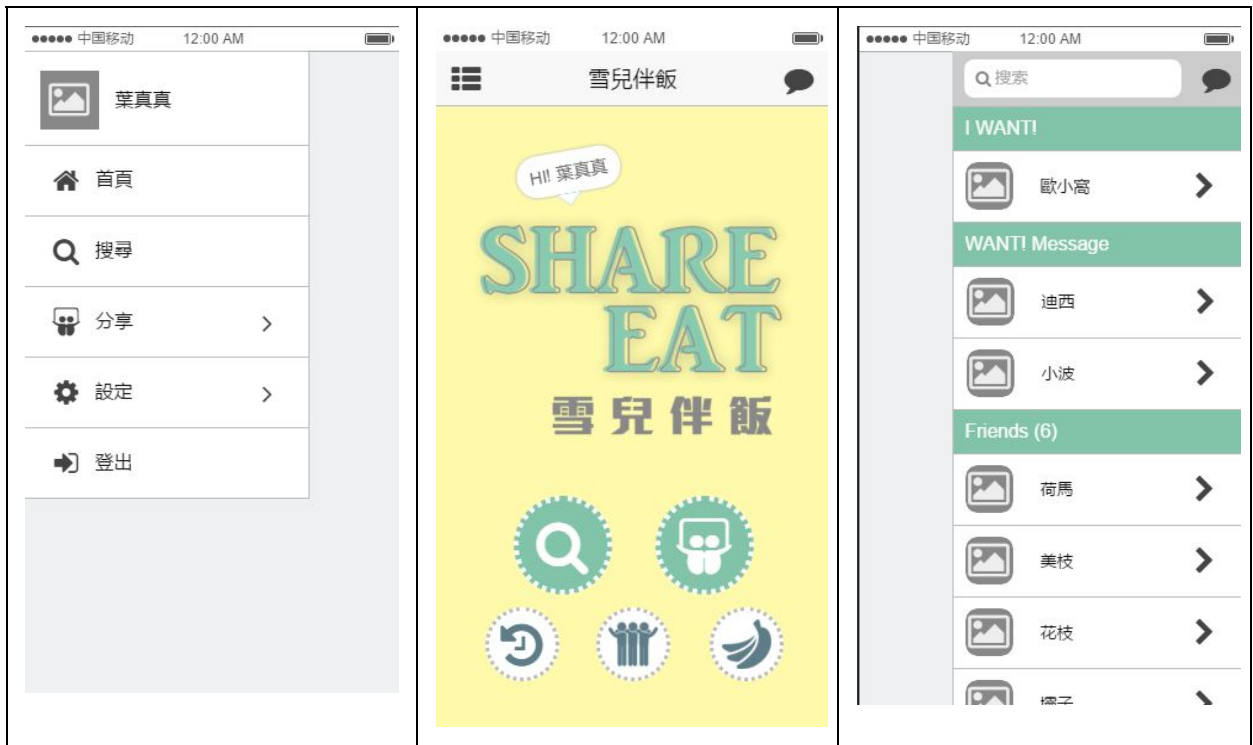 中国移动 12:00 AM
葉真真
首頁
搜尋
分享
設定
登出
中国移动 12:00 AM
雪兒伴飯
HI! 葉真真
SHARE
EAT
雪兒伴飯
中国移动 12:00 AM
搜索
I WANT!
歐小窩
WANT! Message
迪西
小波
Friends (6)
荷馬
美枝
花枝